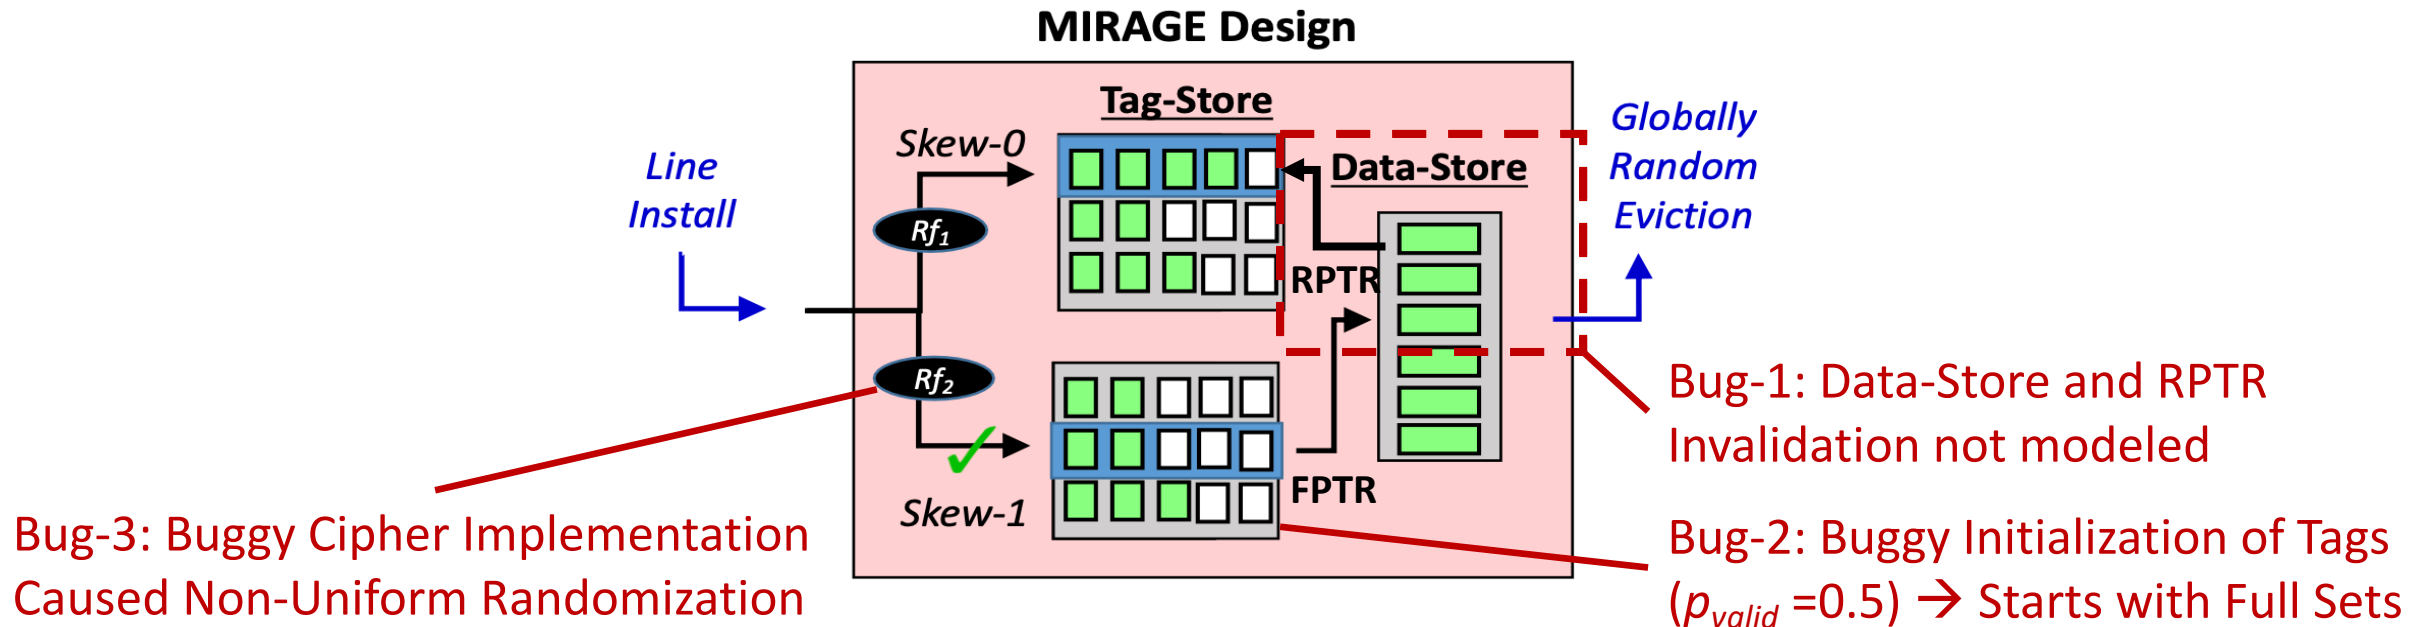 MIRAGE Design
Tag-Store
Skew-0
Line
Install
Rf1
Data-Store
Globally
Random
Eviction
RPTR
Rf2
FPTR
Skew-1
Bug-1: Data-Store and RPTR
Invalidation not modeled
Bug-2: Buggy Initialization of Tags
(pvalid =0.5) → Starts with Full Sets
Bug-3: Buggy Cipher Implementation
Caused Non-Uniform Randomization